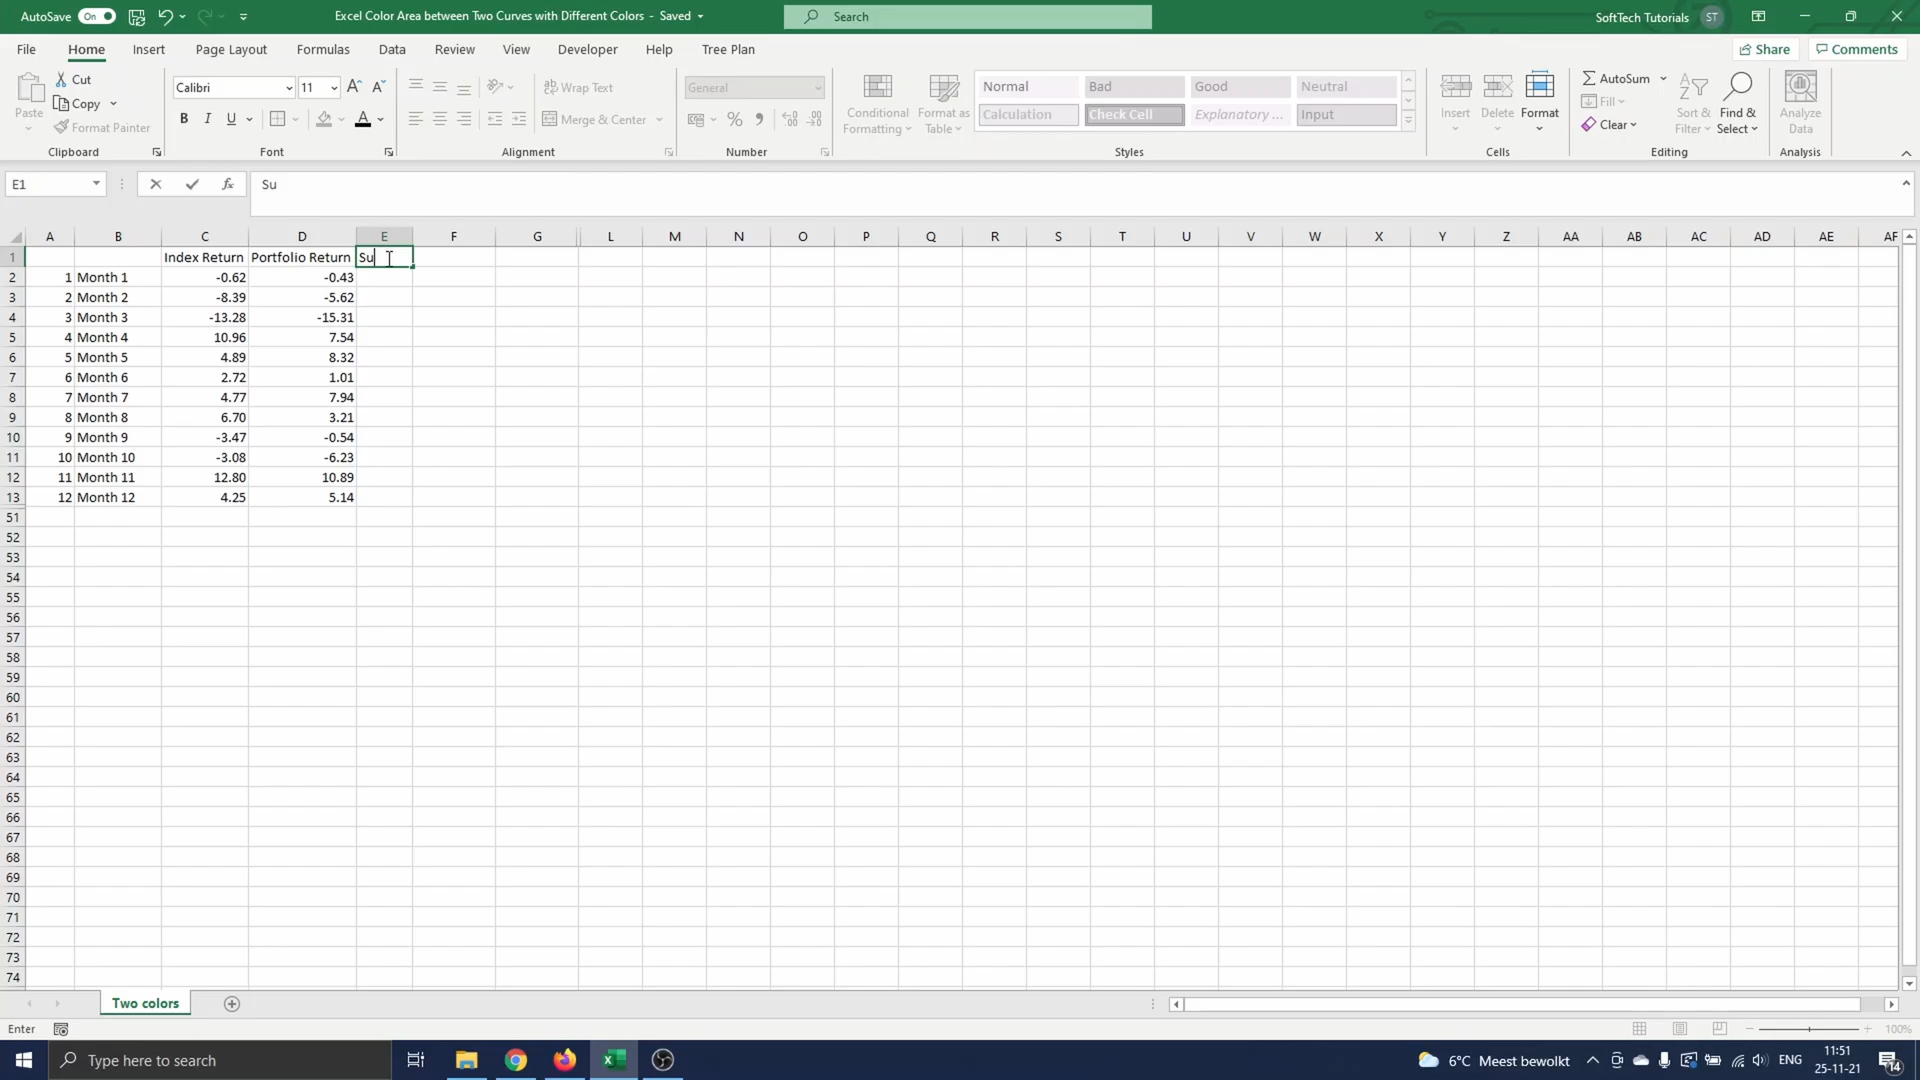 AutoSave On Excel Color Area between Two Curves with Different Colors - Saved Search SoftTech Tutorials ST
File Home Insert Page Layout Formulas Data Review View Developer Help Tree Plan Share Comments
Paste Cut Copy Format Painter Clipboard
Calibri 11 A A B I U A Font
Wrap Text Merge & Center Alignment
General % Number
Conditional Formatting Format as Table
Normal Bad Good Neutral
Calculation Check Cell Explanatory ... Input
Styles
Insert Delete Format Cells
AutoSum Fill Clear Sort & Filter Find & Select Editing
Analyze Data Analysis
E1 fx Su
A B C D E F G L M N O P Q R S T U V W X Y Z AA AB AC AD AE AF
1 Index Return Portfolio Return Su
2 1 Month 1 -0.62 -0.43
3 2 Month 2 -8.39 -5.62
4 3 Month 3 -13.28 -15.31
5 4 Month 4 10.96 7.54
6 5 Month 5 4.89 8.32
7 6 Month 6 2.72 1.01
8 7 Month 7 4.77 7.94
9 8 Month 8 6.70 3.21
10 9 Month 9 -3.47 -0.54
11 10 Month 10 -3.08 -6.23
12 11 Month 11 12.80 10.89
13 12 Month 12 4.25 5.14
51
52
53
54
55
56
57
58
59
60
61
62
63
64
65
66
67
68
69
70
71
72
73
74
Two colors
Enter 100%
Type here to search 6°C Meest bewolkt ENG 11:51
25-11-21 14